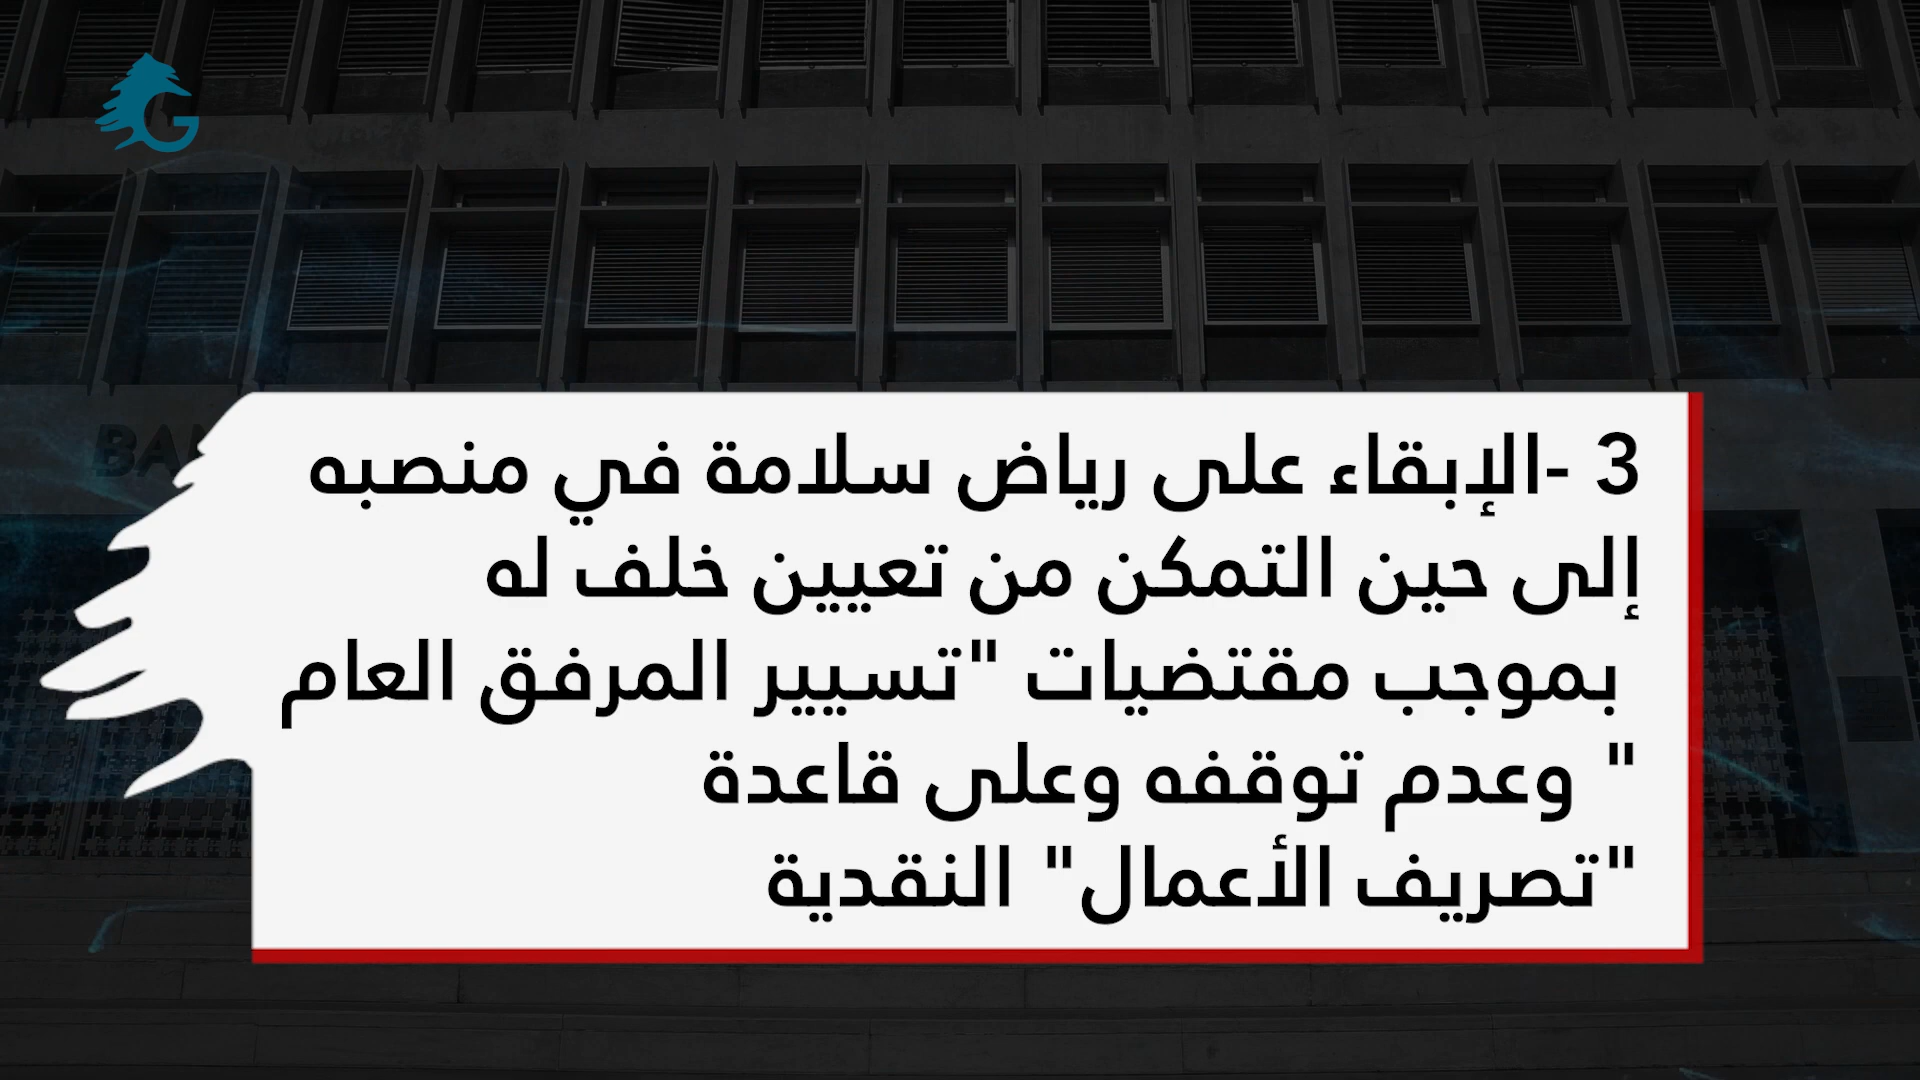 3 -الإبقاء على رياض سلامة في منصبه
إلى حين التمكن من تعيين خلف له
بموجب مقتضيات "تسيير المرفق العام
" وعدم توقفه وعلى قاعدة
"تصريف الأعمال" النقدية
G